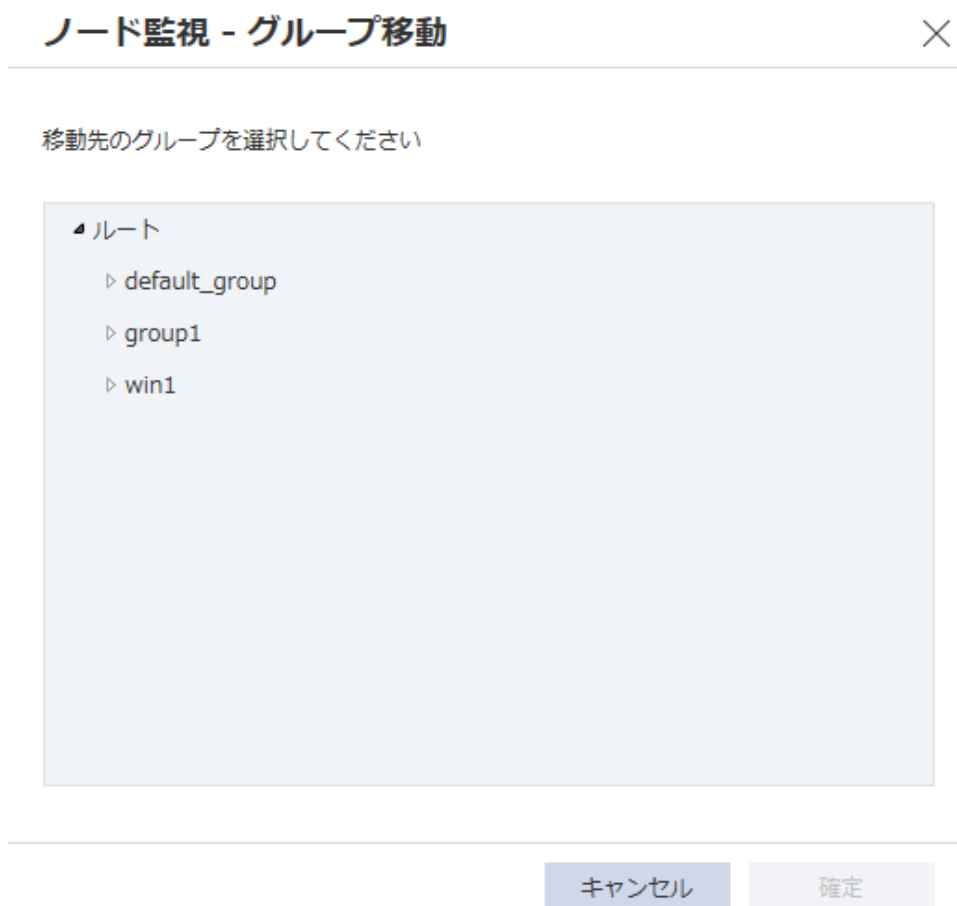 ノード監視 - グループ移動
移動先のグループを選択してください
ルート
default_group
group1
win1
キャンセル 確定